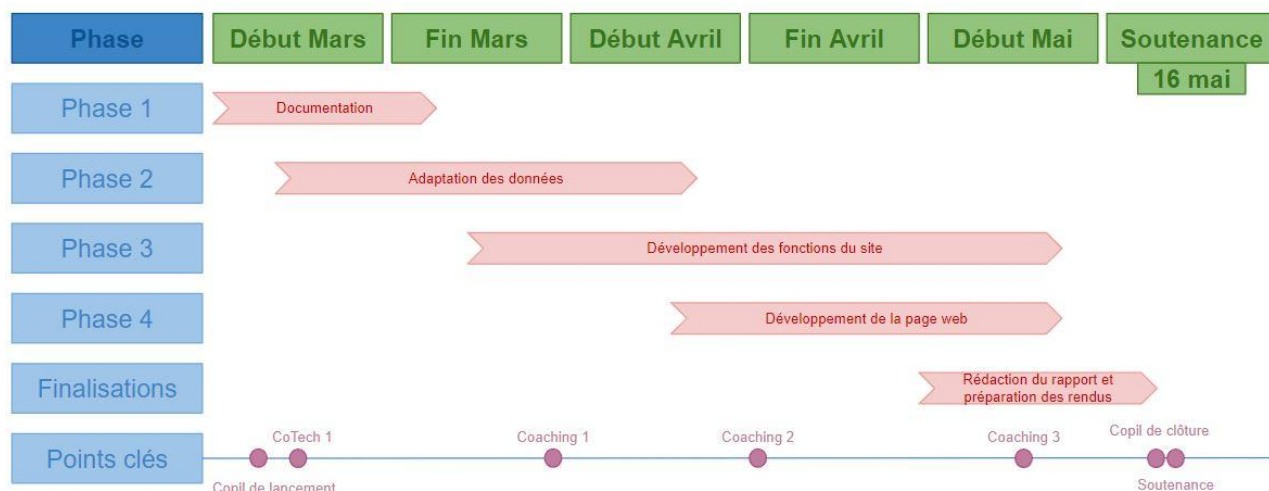 Phase
Début Mars
Fin Mars
Début Avril
Fin Avril
Début Mai
Soutenance
16 mai
Phase 1
Documentation
Phase 2
Adaptation des données
Phase 3
Développement des fonctions du site
Phase 4
Développement de la page web
Finalisations
Rédaction du rapport et
préparation des rendus
Points clés
CoTech 1
Coaching 1
Coaching 2
Coaching 3
Copil de clôture
Copil de lancement
Soutenance